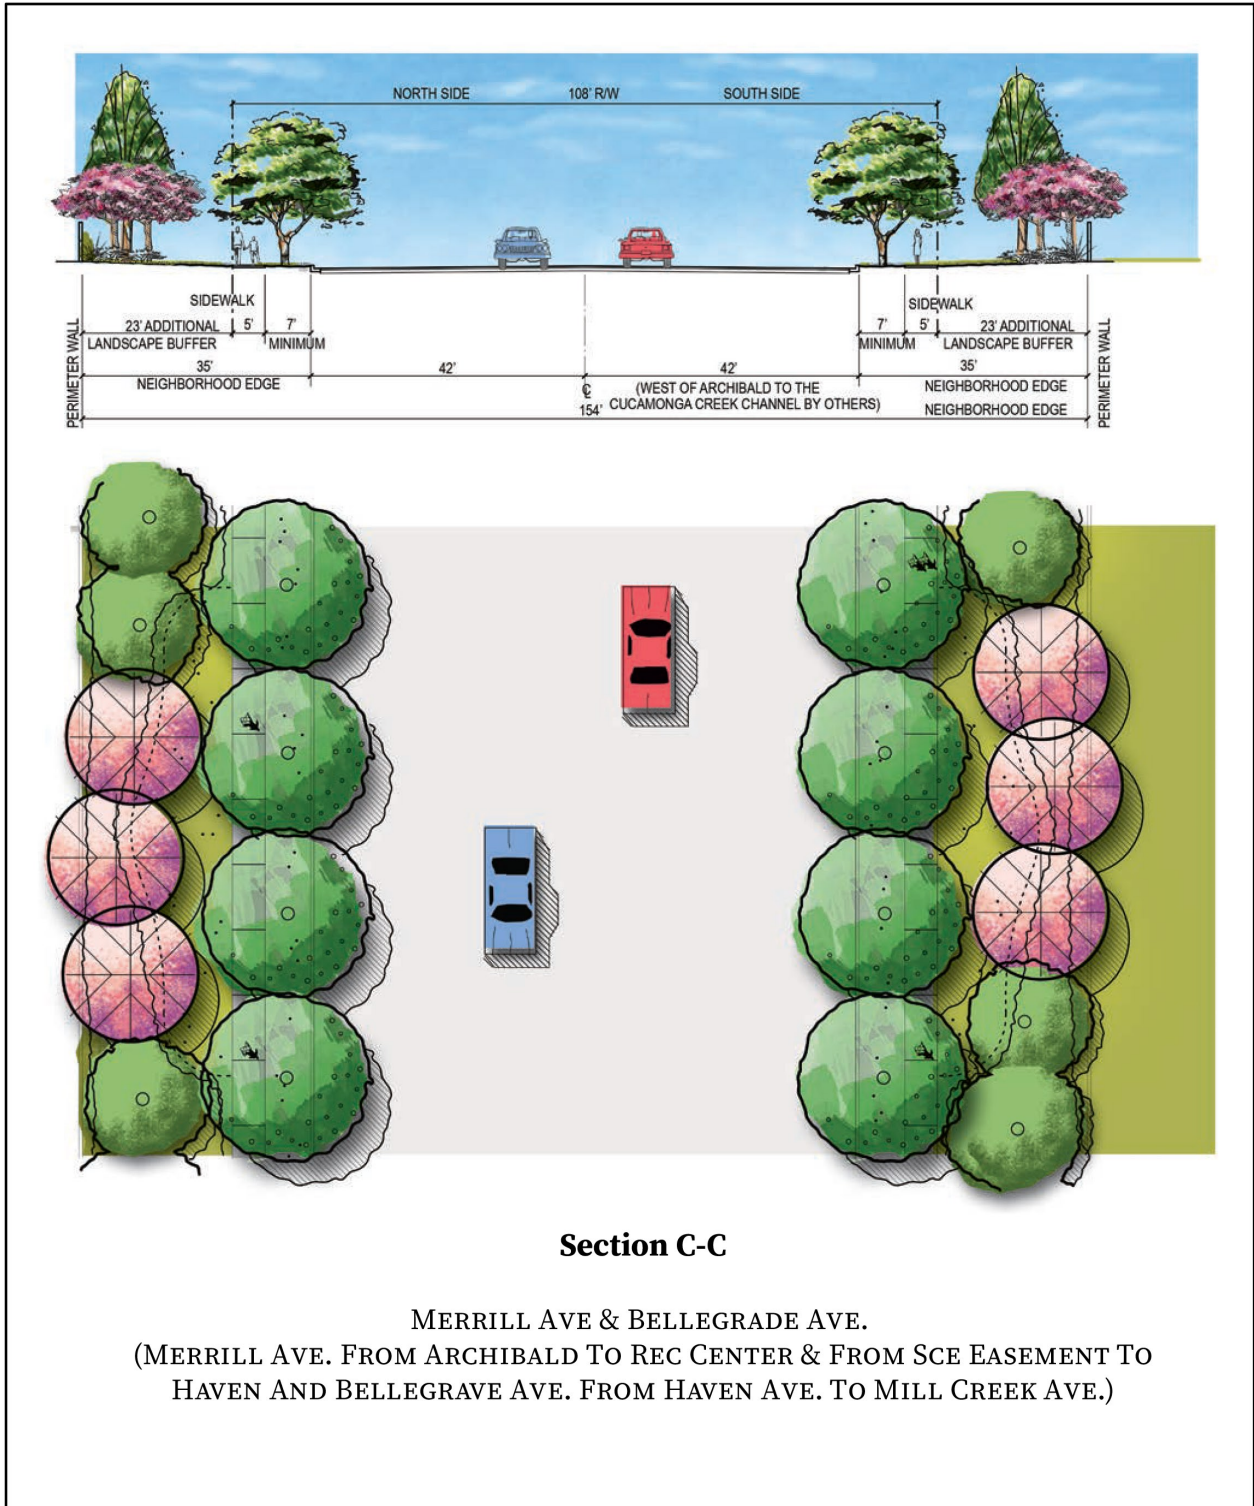 NORTH SIDE 108' R/W SOUTH SIDE
SIDEWALK SIDEWALK
23' ADDITIONAL 5' 7' 7' 5' 23' ADDITIONAL
LANDSCAPE BUFFER MINIMUM MINIMUM LANDSCAPE BUFFER
35' 42' 42' 35'
NEIGHBORHOOD EDGE (WEST OF ARCHIBALD TO THE NEIGHBORHOOD EDGE
154' CUCAMONGA CREEK CHANNEL BY OTHERS) NEIGHBORHOOD EDGE
PERIMETER WALL
PERIMETER WALL
℄
Section C-C
MERRILL AVE & BELLEGRADE AVE.
(MERRILL AVE. FROM ARCHIBALD TO REC CENTER & FROM SCE EASEMENT TO
HAVEN AND BELLEGRAVE AVE. FROM HAVEN AVE. TO MILL CREEK AVE.)